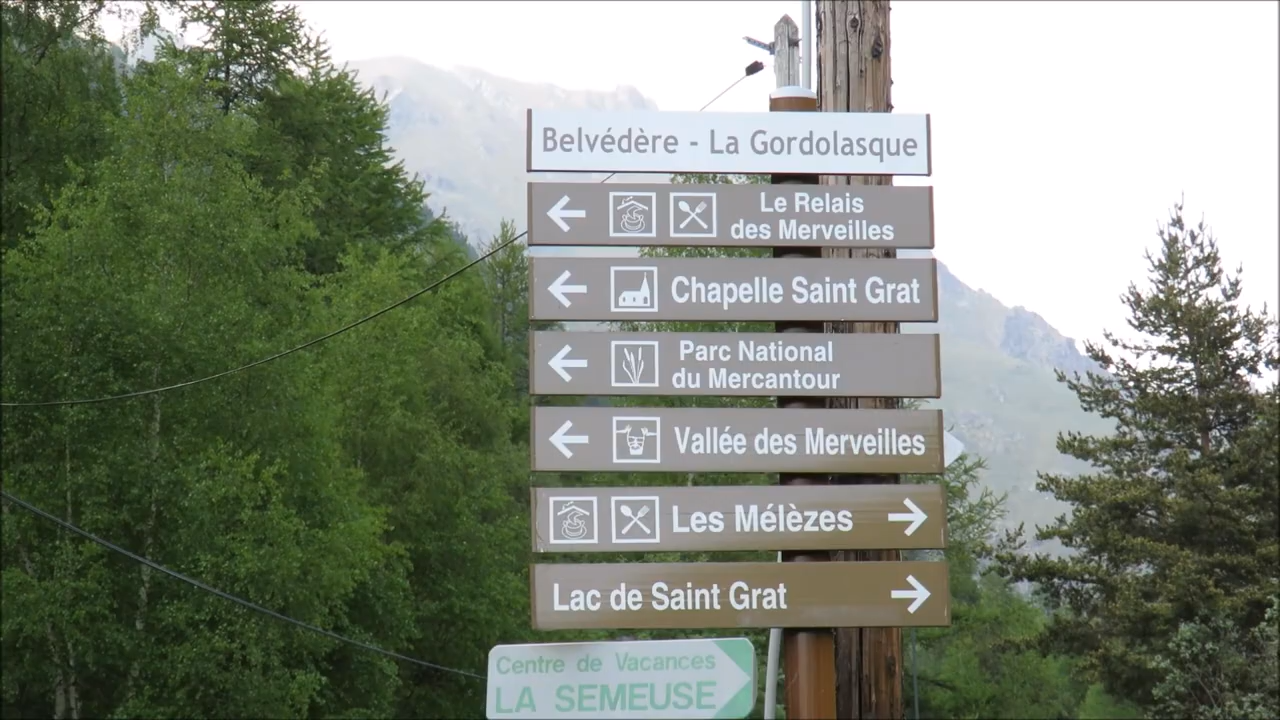 Belvédère - La Gordolasque
Le Relais
des Merveilles
Chapelle Saint Grat
Parc National
du Mercantour
Vallée des Merveilles
Les Mélèzes
Lac de Saint Grat
Centre de Vacances
LA SEMEUSE